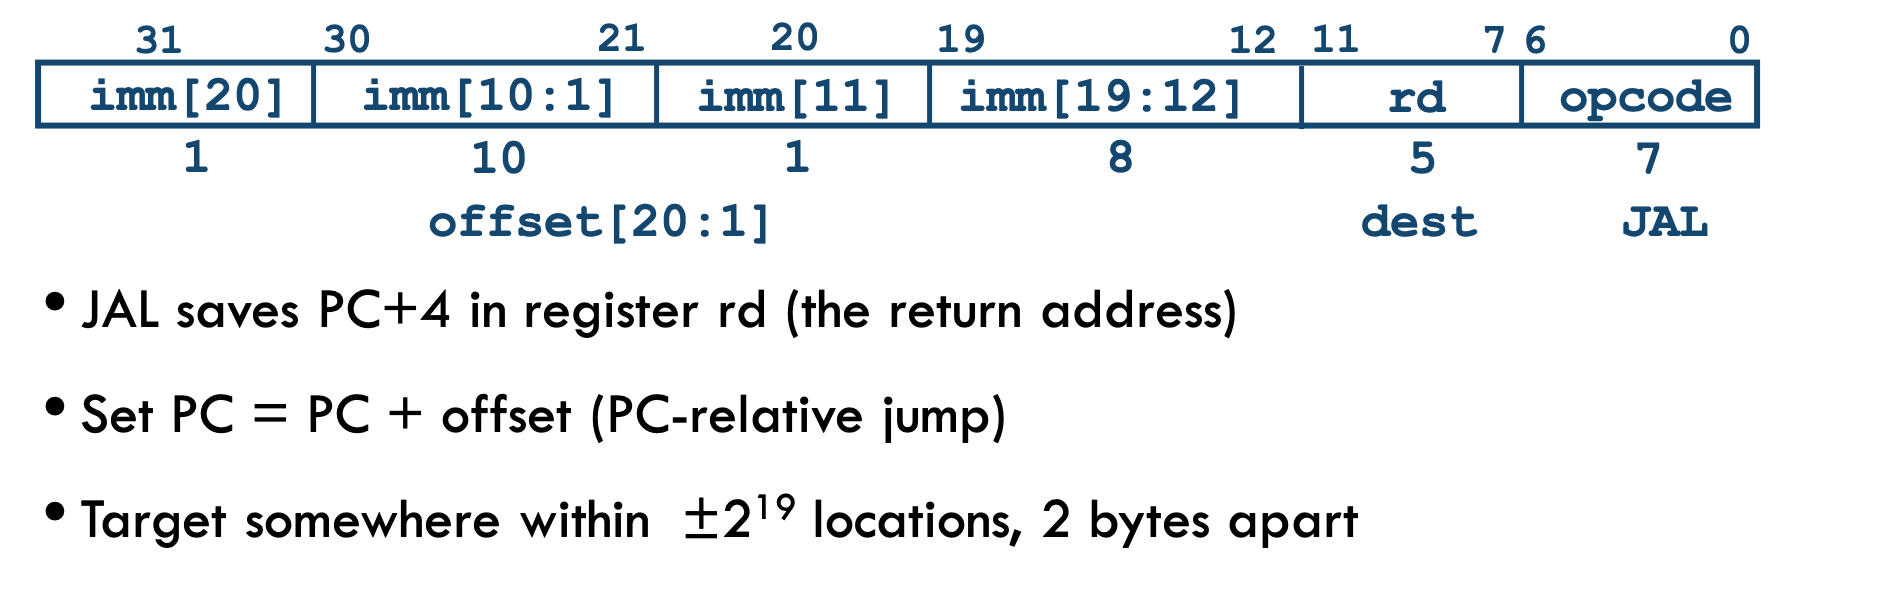 31 30 21 20 19 12 11 7 6 0
imm[20] imm[10:1] imm[11] imm[19:12] rd opcode
1 10 1 8 5 7
offset[20:1] dest JAL
• JAL saves PC+4 in register rd (the return address)
• Set PC = PC + offset (PC-relative jump)
• Target somewhere within ±2¹⁹ locations, 2 bytes apart